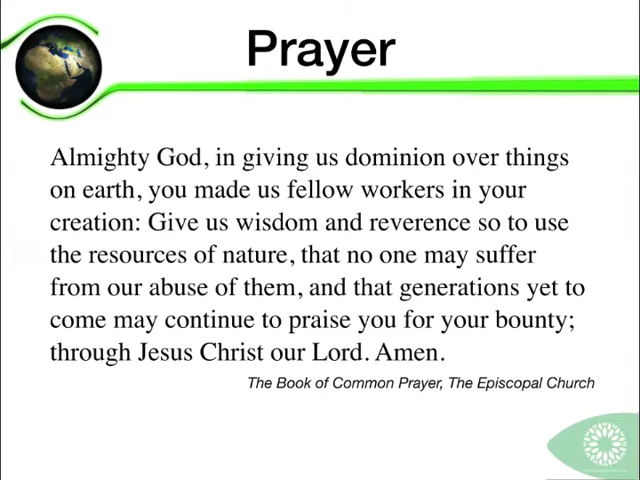 Prayer
Almighty God, in giving us dominion over things
on earth, you made us fellow workers in your
creation: Give us wisdom and reverence so to use
the resources of nature, that no one may suffer
from our abuse of them, and that generations yet to
come may continue to praise you for your bounty;
through Jesus Christ our Lord. Amen.
The Book of Common Prayer, The Episcopal Church